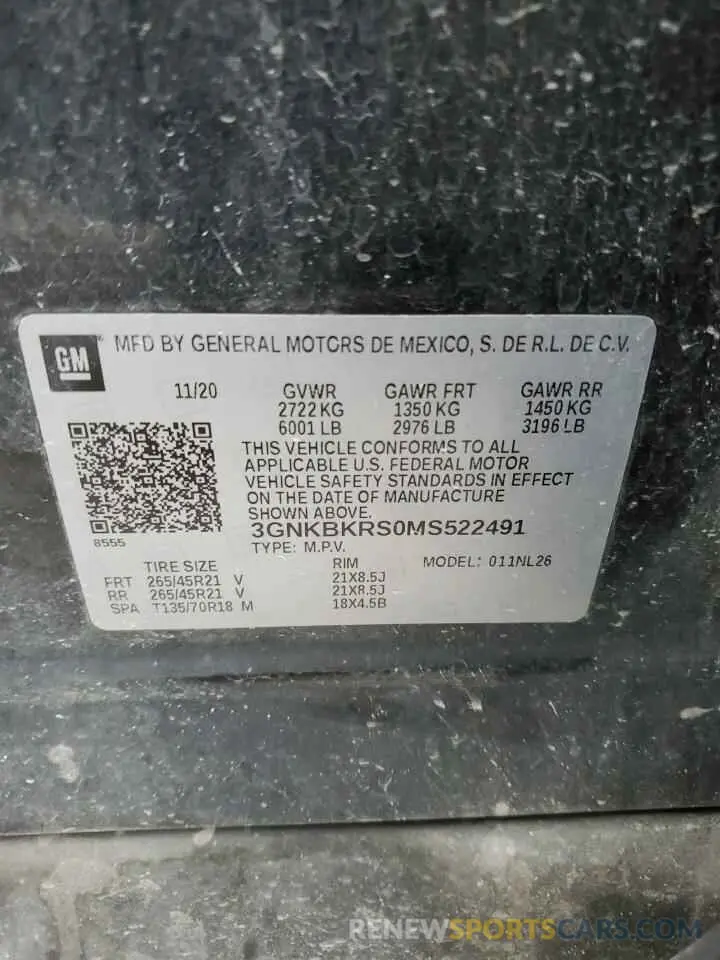 GM MFD BY GENERAL MOTORS DE MEXICO, S. DE R.L. DE C.V.
11/20 GVWR GAWR FRT GAWR RR
2722 KG 1350 KG 1450 KG
6001 LB 2976 LB 3196 LB
THIS VEHICLE CONFORMS TO ALL
APPLICABLE U.S. FEDERAL MOTOR
VEHICLE SAFETY STANDARDS IN EFFECT
ON THE DATE OF MANUFACTURE
SHOWN ABOVE.
3GNKBKRS0MS522491
8555 TYPE: M.P.V.
TIRE SIZE RIM MODEL: 011NL26
FRT 265/45R21 V 21X8.5J
RR 265/45R21 V 21X8.5J
SPA T135/70R18 M 18X4.5B
RENEWSPORTSCARS.COM